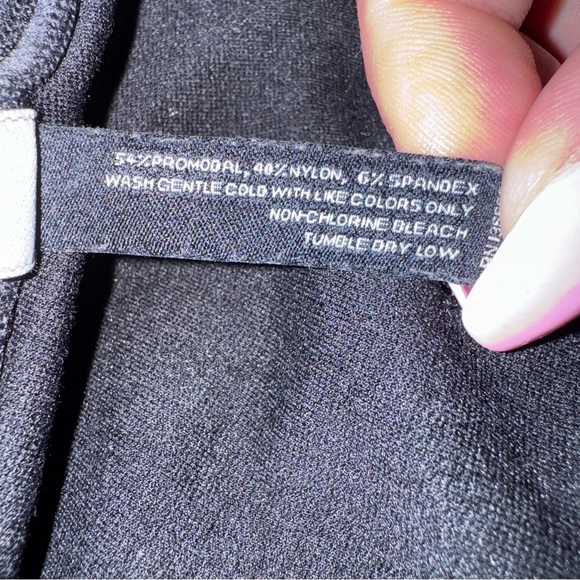 54% PROMODAL, 40% NYLON, 6% SPANDEX
WASH GENTLE COLD WITH LIKE COLORS ONLY
NON-CHLORINE BLEACH
TUMBLE DRY LOW